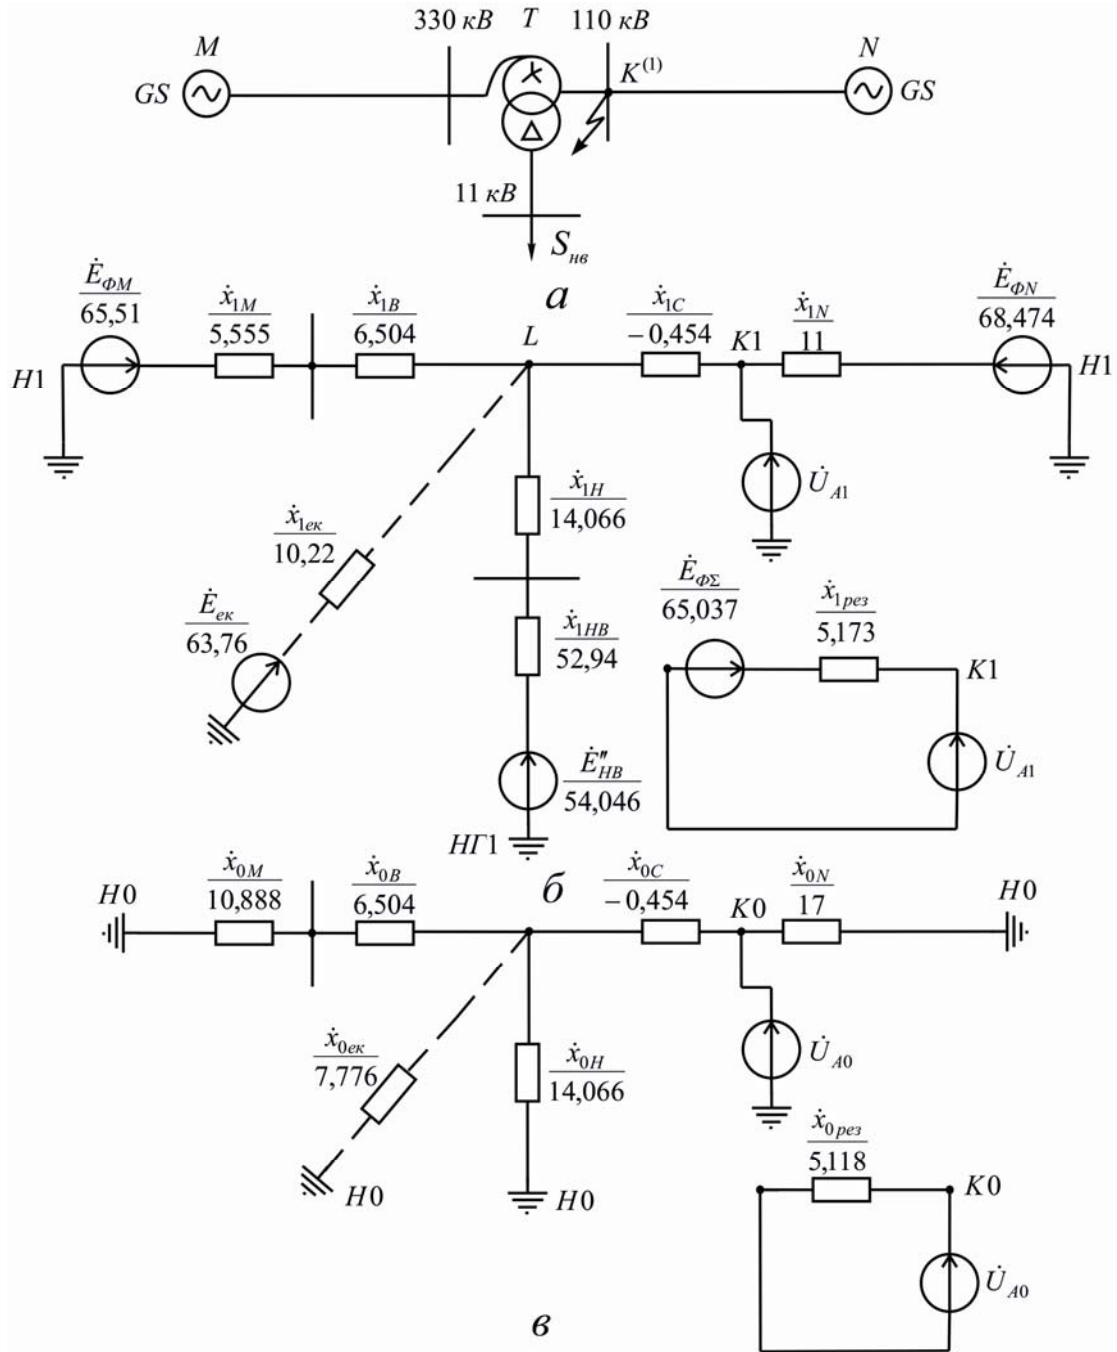 330 кВ T 110 кВ
M N
K(1)
GS GS
11 кВ
Sнв
а
ĖФМ
65,51
ẋ1M
5,555
ẋ1B
6,504
L
ẋ1C
−0,454
K1
ẋ1N
11
ĖФN
68,474
H1 H1
U̇A1
ẋ1H
14,066
ẋ1ек
10,22
Ėек
63,76
ẋ1HB
52,94
Ė″HB
54,046
НГ1
ĖФΣ
65,037
ẋ1рез
5,173
K1
U̇A1
б
H0
ẋ0M
10,888
ẋ0B
6,504
ẋ0C
−0,454
K0
ẋ0N
17
H0
ẋ0ек
7,776
H0
ẋ0H
14,066
H0
U̇A0
ẋ0рез
5,118
K0
U̇A0
в